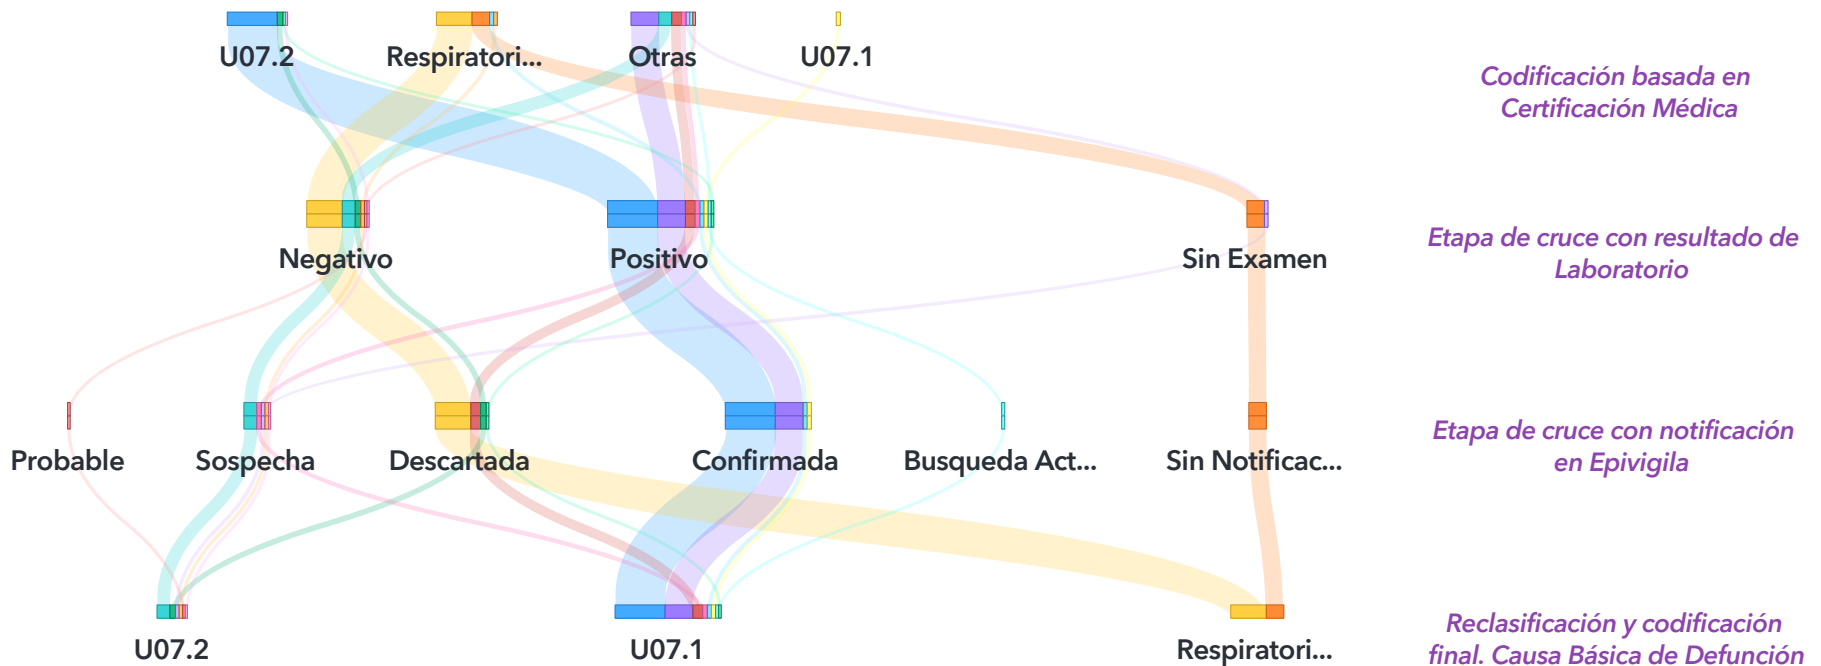 U07.2
Respiratori...
Otras
U07.1
Codificación basada en
Certificación Médica
Negativo
Positivo
Sin Examen
Etapa de cruce con resultado de
Laboratorio
Probable
Sospecha
Descartada
Confirmada
Busqueda Act...
Sin Notificac...
Etapa de cruce con notificación
en Epivigila
U07.2
U07.1
Respiratori...
Reclasificación y codificación
final. Causa Básica de Defunción